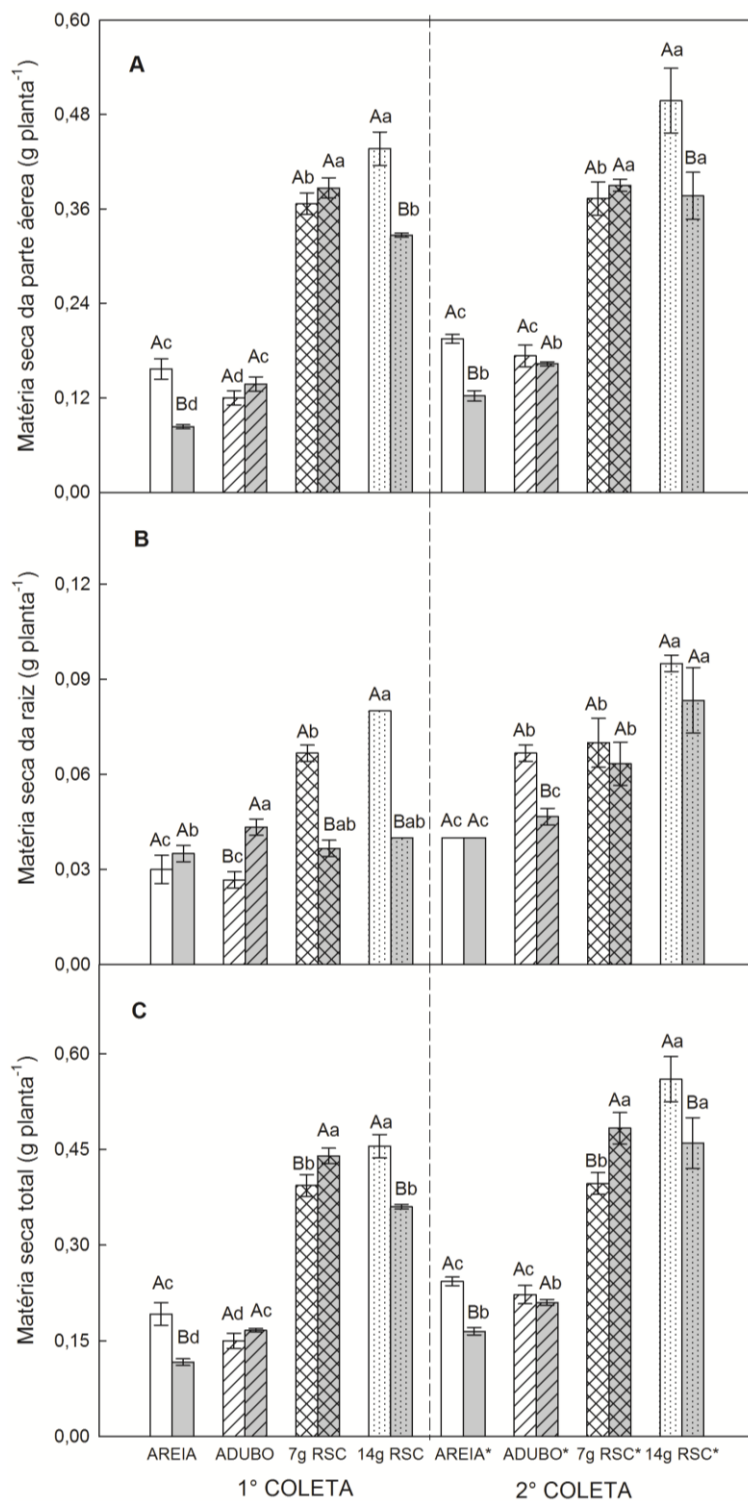 A
Matéria seca da parte áerea (g planta⁻¹)
0,60
0,48
0,36
0,24
0,12
0,00
Ac
Bd
Ad
Ac
Ab
Aa
Aa
Bb
Ac
Bb
Ac
Ab
Ab
Aa
Aa
Ba
B
Matéria seca da raiz (g planta⁻¹)
0,12
0,09
0,06
0,03
0,00
Ac
Ab
Bc
Aa
Ab
Bab
Aa
Bab
Ac
Ac
Ab
Bc
Ab
Ab
Aa
Aa
C
Matéria seca total (g planta⁻¹)
0,60
0,45
0,30
0,15
0,00
Ac
Bd
Ad
Ac
Bb
Aa
Aa
Bb
Ac
Bb
Ac
Ab
Bb
Aa
Aa
Ba
AREIA ADUBO 7g RSC 14g RSC AREIA* ADUBO* 7g RSC* 14g RSC*
1° COLETA 2° COLETA